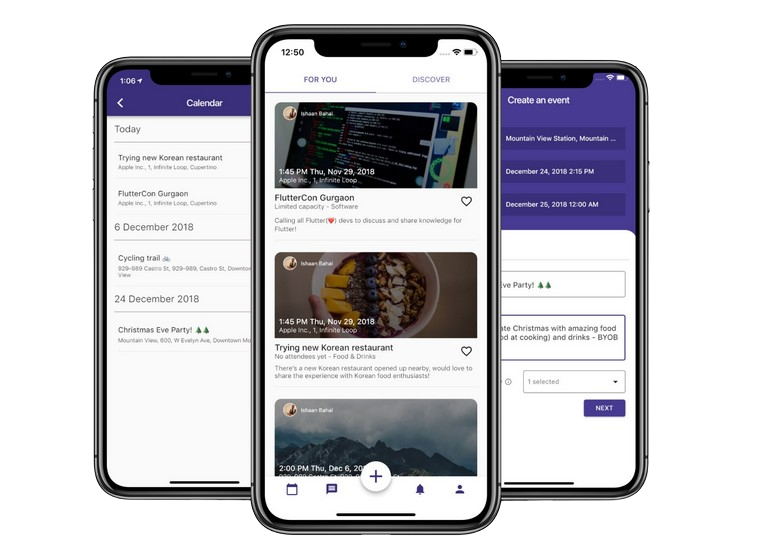 1:06
Calendar
Today
Trying new Korean restaurant
Apple Inc., 1, Infinite Loop, Cupertino
FlutterCon Gurgaon
Apple Inc., 1, Infinite Loop, Cupertino
6 December 2018
Cycling trail 🚲
929-989 Castro St, 929-989, Castro St, Downtow
View
24 December 2018
Christmas Eve Party! 🌲🌲
Mountain View, 600, W Evelyn Ave, Downtown Mo
12:50
FOR YOU
DISCOVER
Ishaan Bahal
1:45 PM Thu, Nov 29, 2018
Apple Inc., 1, Infinite Loop
FlutterCon Gurgaon
Limited capacity - Software
Calling all Flutter(❤️) devs to discuss and share knowledge for
Flutter!
Ishaan Bahal
1:45 PM Thu, Nov 29, 2018
Apple Inc., 1, Infinite Loop
Trying new Korean restaurant
No attendees yet - Food & Drinks
There's a new Korean restaurant opened up nearby, would love to
share the experience with Korean food enthusiasts!
Ishaan Bahal
2:00 PM Thu, Dec 6, 20
Create an event
Mountain View Station, Mountain ...
December 24, 2018 2:15 PM
December 25, 2018 12:00 AM
ve Party! 🌲🌲
ate Christmas with amazing food
od at cooking) and drinks - BYOB
1 selected
NEXT